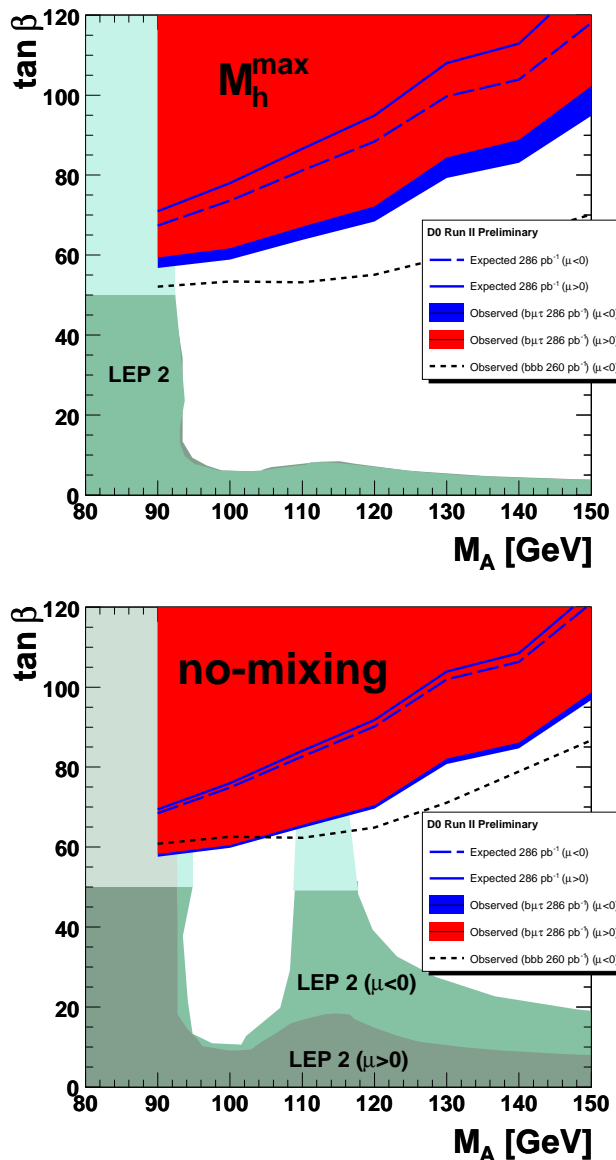 tan β
120
100
80
60
40
20
0
M_h^max
D0 Run II Preliminary
Expected 286 pb⁻¹ (μ<0)
Expected 286 pb⁻¹ (μ>0)
Observed (bμτ 286 pb⁻¹) (μ<0)
Observed (bμτ 286 pb⁻¹) (μ>0)
Observed (bbb 260 pb⁻¹) (μ<0)
LEP 2
80 90 100 110 120 130 140 150
M_A [GeV]
tan β
120
100
80
60
40
20
0
no-mixing
D0 Run II Preliminary
Expected 286 pb⁻¹ (μ<0)
Expected 286 pb⁻¹ (μ>0)
Observed (bμτ 286 pb⁻¹) (μ<0)
Observed (bμτ 286 pb⁻¹) (μ>0)
Observed (bbb 260 pb⁻¹) (μ<0)
LEP 2 (μ<0)
LEP 2 (μ>0)
80 90 100 110 120 130 140 150
M_A [GeV]